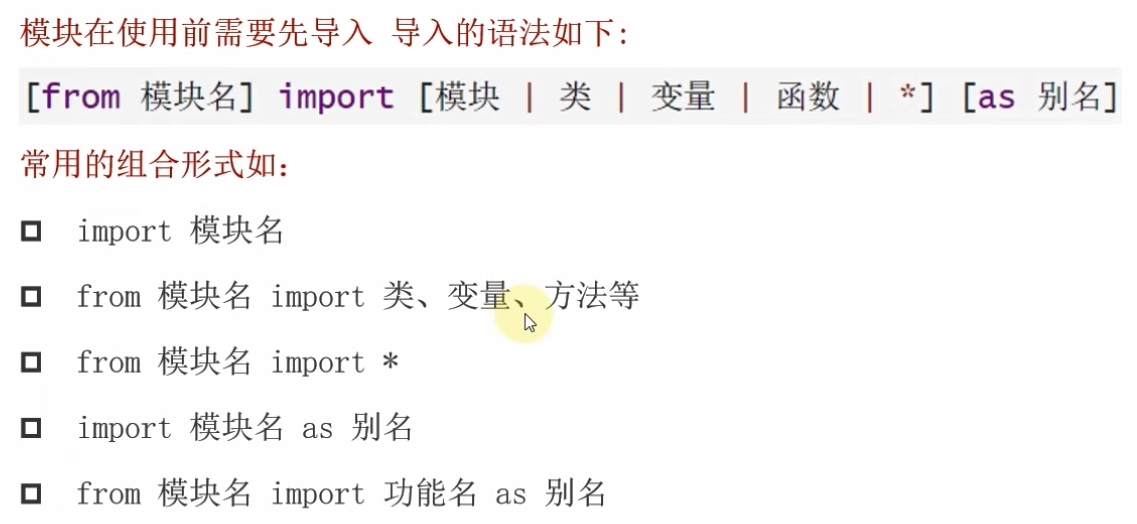 模块在使用前需要先导入 导入的语法如下:
[from 模块名] import [模块 | 类 | 变量 | 函数 | *] [as 别名]
常用的组合形式如：
import 模块名
from 模块名 import 类、变量、方法等
from 模块名 import *
import 模块名 as 别名
from 模块名 import 功能名 as 别名